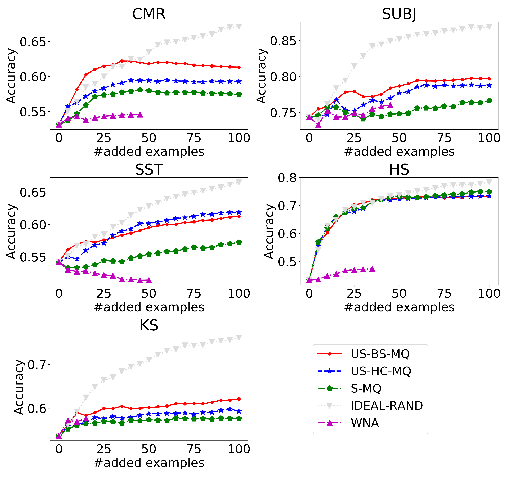 CMR
0.65
0.60
0.55
Accuracy
0 25 50 75 100
#added examples
SUBJ
0.85
0.80
0.75
Accuracy
0 25 50 75 100
#added examples
SST
0.65
0.60
0.55
Accuracy
0 25 50 75 100
#added examples
HS
0.8
0.7
0.6
0.5
Accuracy
0 25 50 75 100
#added examples
KS
0.7
0.6
Accuracy
0 25 50 75 100
#added examples
US-BS-MQ
US-HC-MQ
S-MQ
IDEAL-RAND
WNA